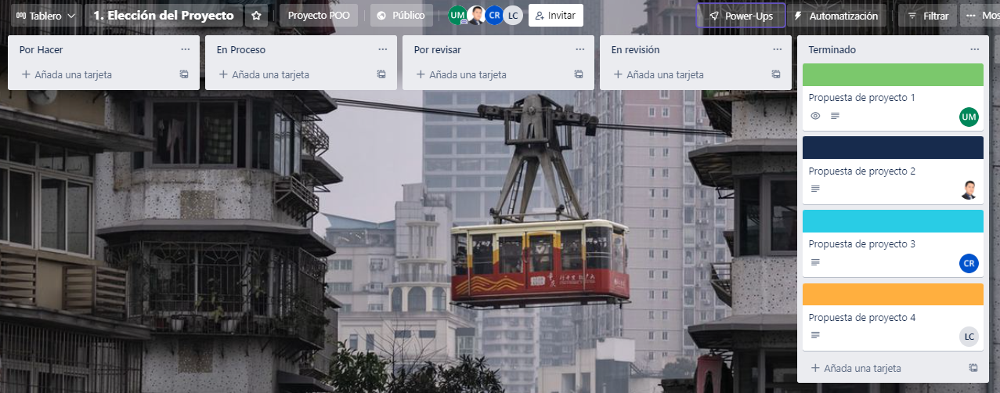 Tablero
1. Elección del Proyecto
Proyecto POO
Público
UM
CR
LC
Invitar
Power-Ups
Automatización
Filtrar
Mos
Por Hacer
Añada una tarjeta
En Proceso
Añada una tarjeta
Por revisar
Añada una tarjeta
En revisión
Añada una tarjeta
Terminado
Propuesta de proyecto 1
UM
Propuesta de proyecto 2
Propuesta de proyecto 3
CR
Propuesta de proyecto 4
LC
Añada una tarjeta